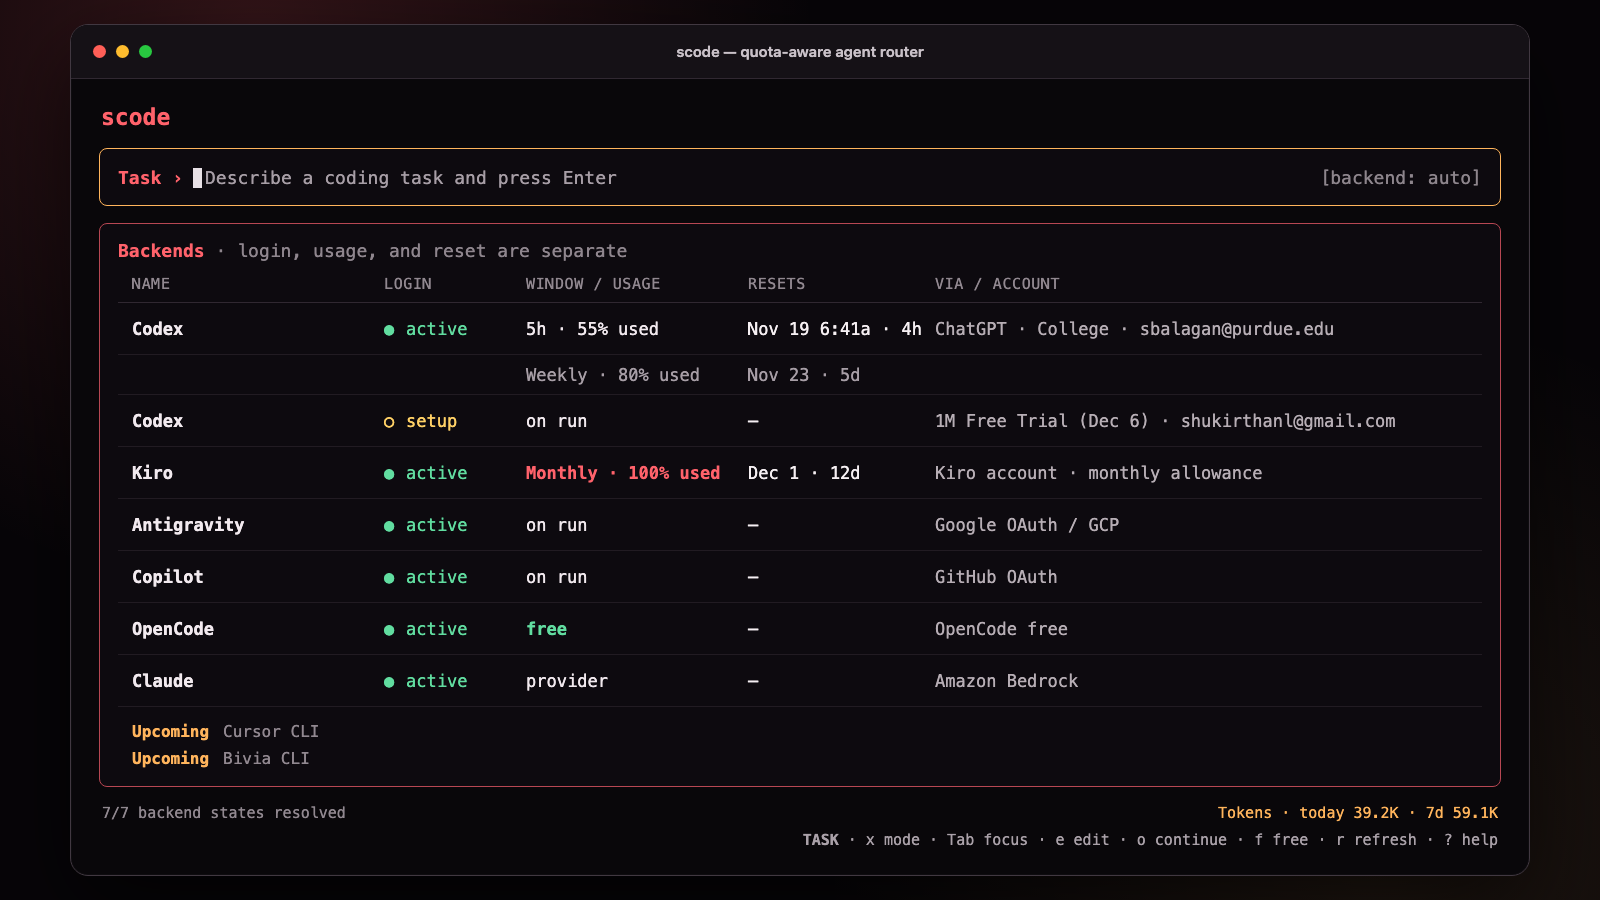 scode — quota-aware agent router
scode
Task › Describe a coding task and press Enter [backend: auto]
Backends · login, usage, and reset are separate
NAME LOGIN WINDOW / USAGE RESETS VIA / ACCOUNT
Codex ● active 5h · 55% used Nov 19 6:41a · 4h ChatGPT · College · sbalagan@purdue.edu
Weekly · 80% used Nov 23 · 5d
Codex ○ setup on run — 1M Free Trial (Dec 6) · shukirthanl@gmail.com
Kiro ● active Monthly · 100% used Dec 1 · 12d Kiro account · monthly allowance
Antigravity ● active on run — Google OAuth / GCP
Copilot ● active on run — GitHub OAuth
OpenCode ● active free — OpenCode free
Claude ● active provider — Amazon Bedrock
Upcoming Cursor CLI
Upcoming Bivia CLI
7/7 backend states resolved Tokens · today 39.2K · 7d 59.1K
TASK · x mode · Tab focus · e edit · o continue · f free · r refresh · ? help